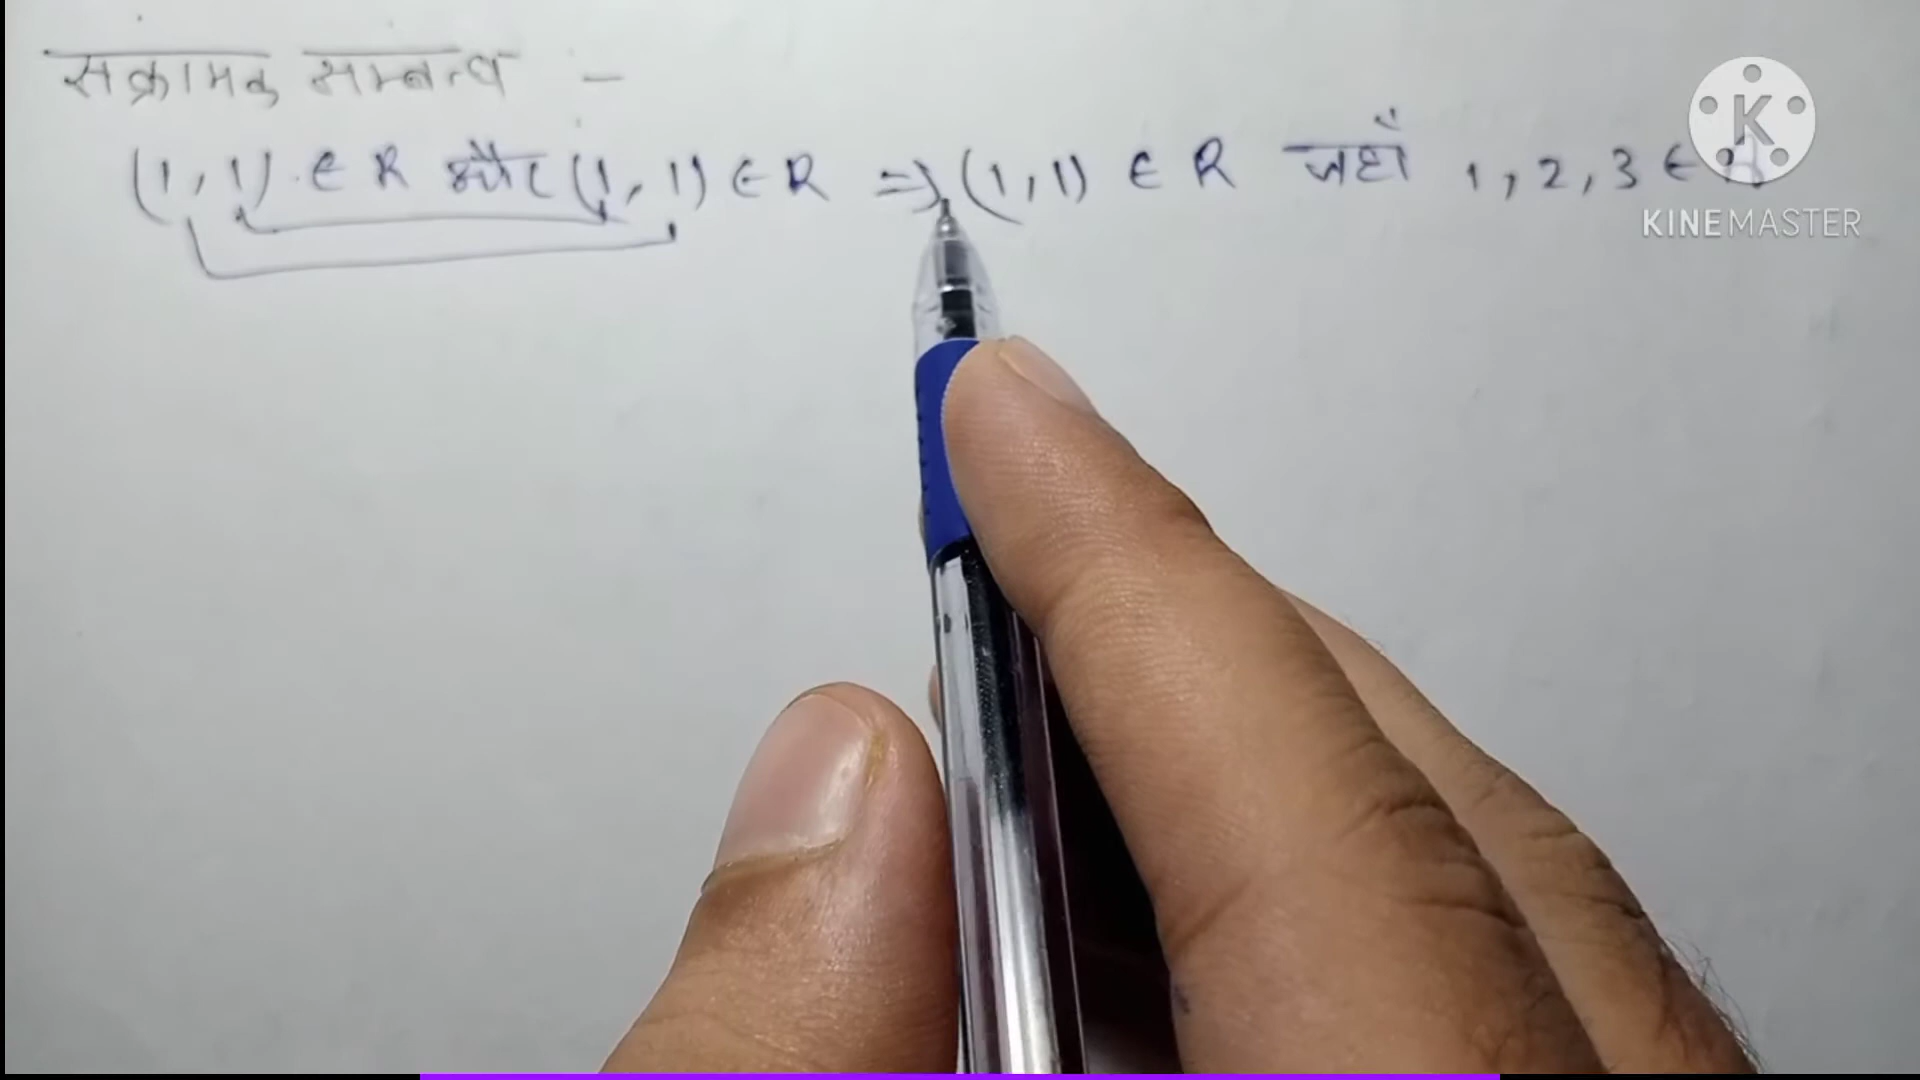 सक्रामक सम्बन्ध :-
(1, 1) ∈ R और (1, 1) ∈ R => (1, 1) ∈ R जहाँ 1, 2, 3 ∈
K
KINEMASTER